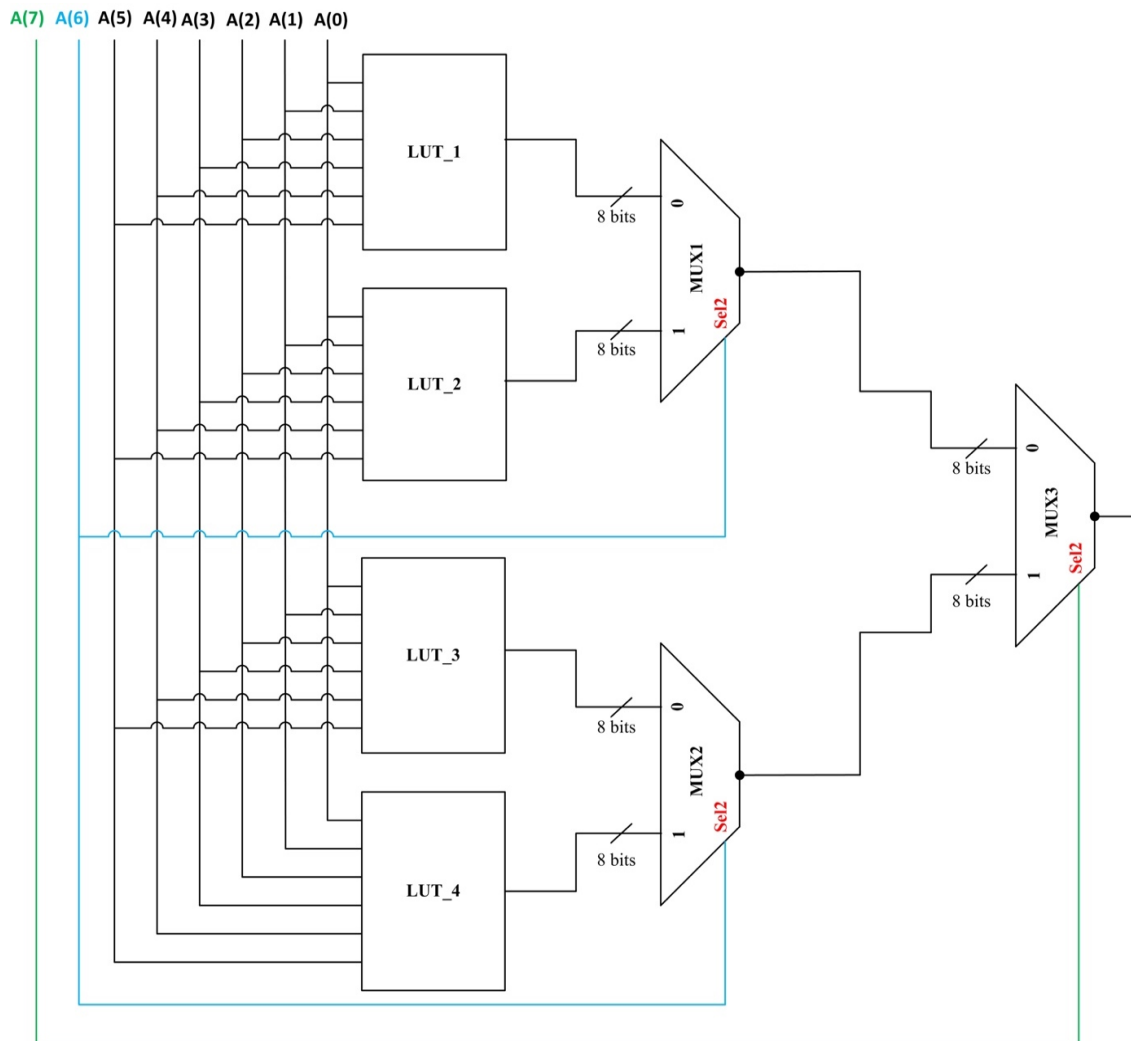 A(7) A(6) A(5) A(4) A(3) A(2) A(1) A(0)
LUT_1
8 bits
0
MUX1
Sel2
1
8 bits
LUT_2
0
8 bits
MUX3
Sel2
1
8 bits
LUT_3
8 bits
0
MUX2
Sel2
1
8 bits
LUT_4